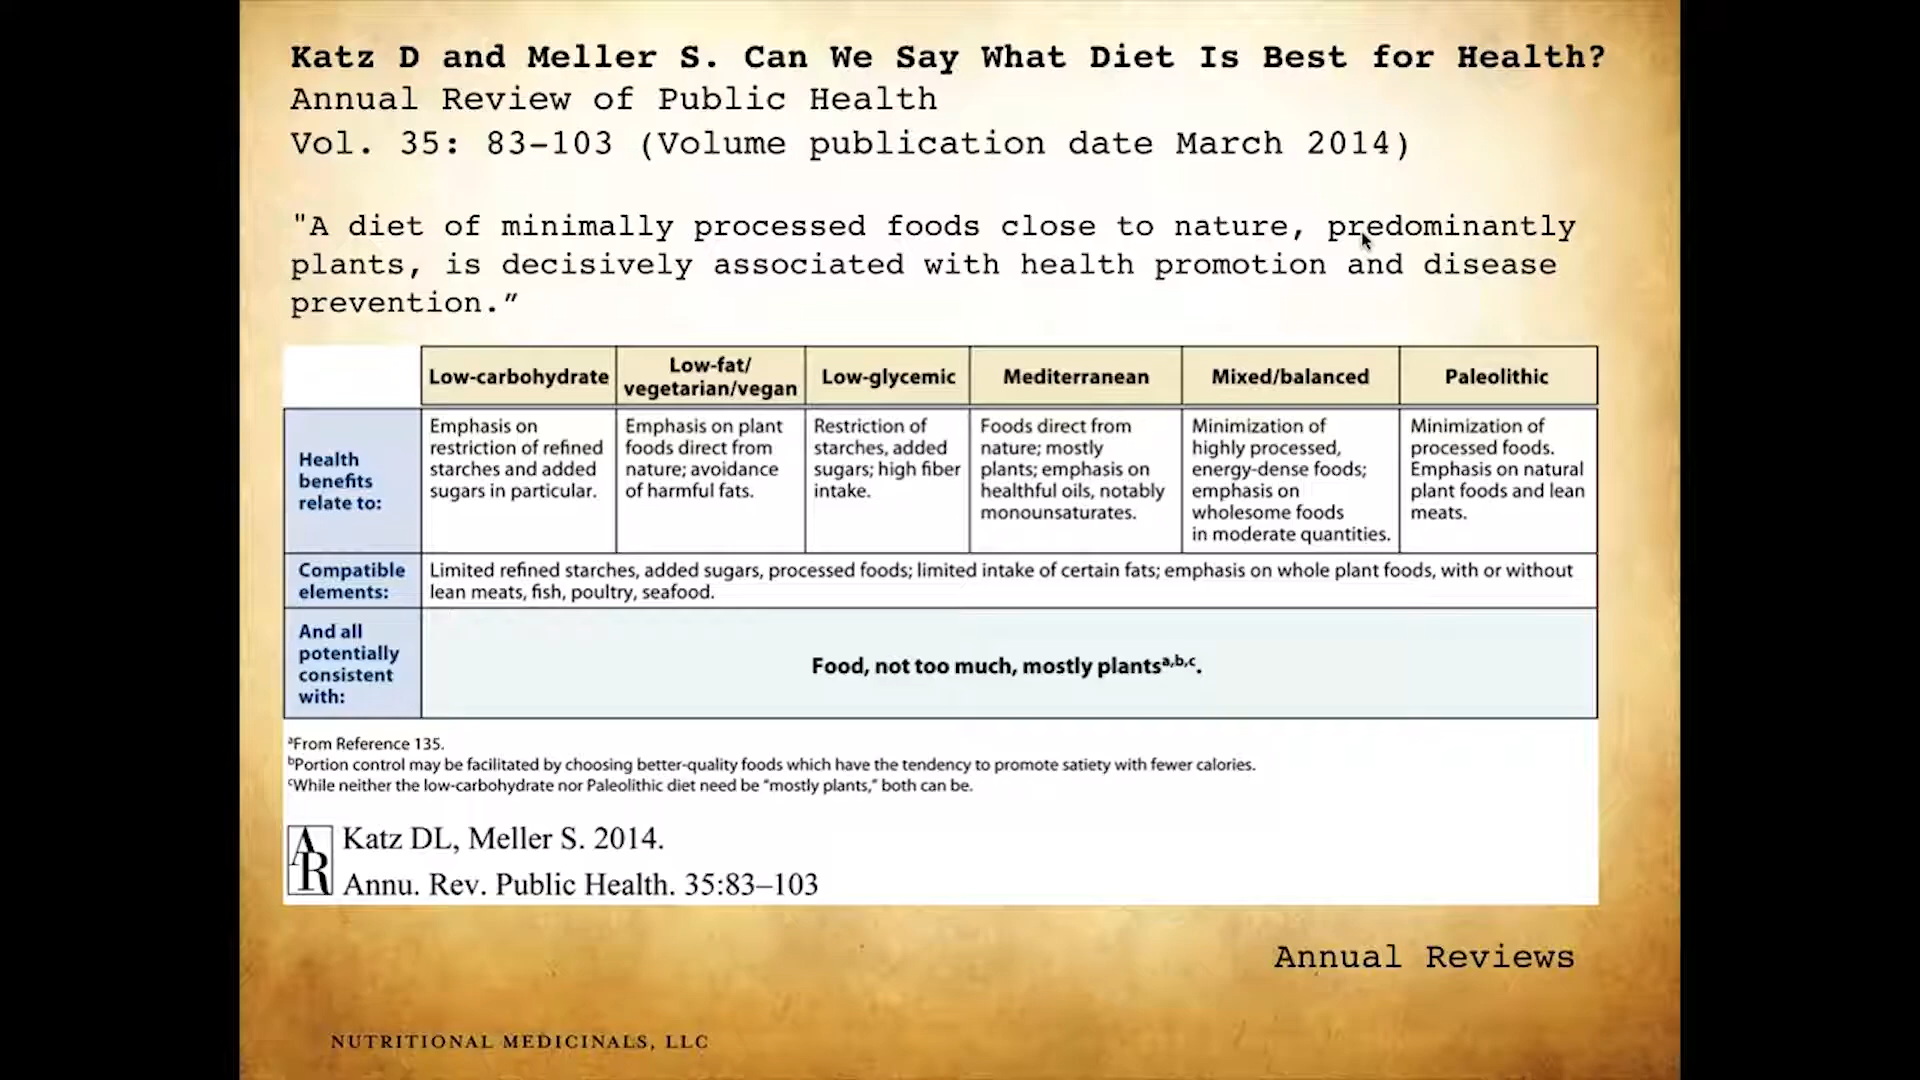 Katz D and Meller S. Can We Say What Diet Is Best for Health?
Annual Review of Public Health
Vol. 35: 83-103 (Volume publication date March 2014)
"A diet of minimally processed foods close to nature, predominantly
plants, is decisively associated with health promotion and disease
prevention.”
Low-carbohydrate
Low-fat/
vegetarian/vegan
Low-glycemic
Mediterranean
Mixed/balanced
Paleolithic
Health
benefits
relate to:
Emphasis on
restriction of refined
starches and added
sugars in particular.
Emphasis on plant
foods direct from
nature; avoidance
of harmful fats.
Restriction of
starches, added
sugars; high fiber
intake.
Foods direct from
nature; mostly
plants; emphasis on
healthful oils, notably
monounsaturates.
Minimization of
highly processed,
energy-dense foods;
emphasis on
wholesome foods
in moderate quantities.
Minimization of
processed foods.
Emphasis on natural
plant foods and lean
meats.
Compatible
elements:
Limited refined starches, added sugars, processed foods; limited intake of certain fats; emphasis on whole plant foods, with or without
lean meats, fish, poultry, seafood.
And all
potentially
consistent
with:
Food, not too much, mostly plantsᵃ,ᵇ,ᶜ.
ᵃFrom Reference 135.
ᵇPortion control may be facilitated by choosing better-quality foods which have the tendency to promote satiety with fewer calories.
ᶜWhile neither the low-carbohydrate nor Paleolithic diet need be “mostly plants,” both can be.
AR
Katz DL, Meller S. 2014.
Annu. Rev. Public Health. 35:83–103
Annual Reviews
NUTRITIONAL MEDICINALS, LLC